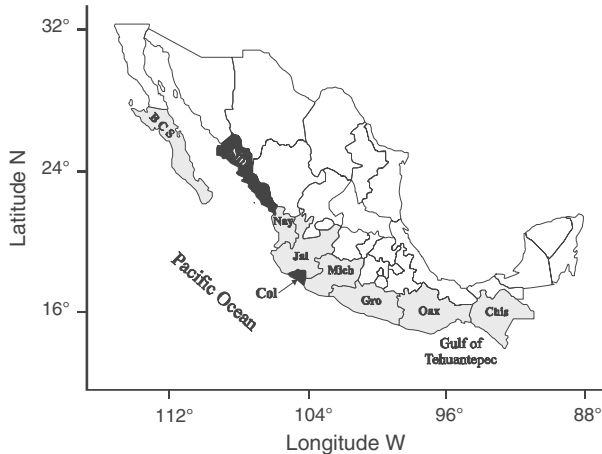 32°
24°
16°
Latitude N
B C S
Nay
Jal
Mich
Col
Gro
Oax
Chis
Pacific Ocean
Gulf of
Tehuantepec
112°
104°
96°
88°
Longitude W